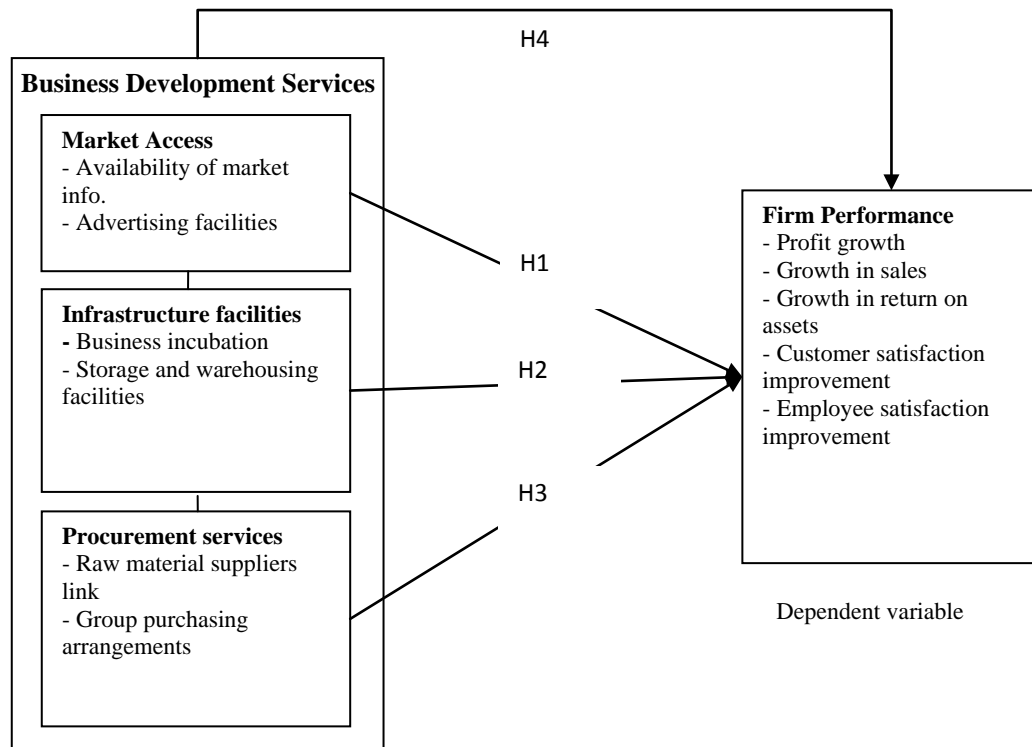 H4
Business Development Services
Market Access
- Availability of market
info.
- Advertising facilities
Infrastructure facilities
- Business incubation
- Storage and warehousing
facilities
Procurement services
- Raw material suppliers
link
- Group purchasing
arrangements
H1
H2
H3
Firm Performance
- Profit growth
- Growth in sales
- Growth in return on
assets
- Customer satisfaction
improvement
- Employee satisfaction
improvement
Dependent variable